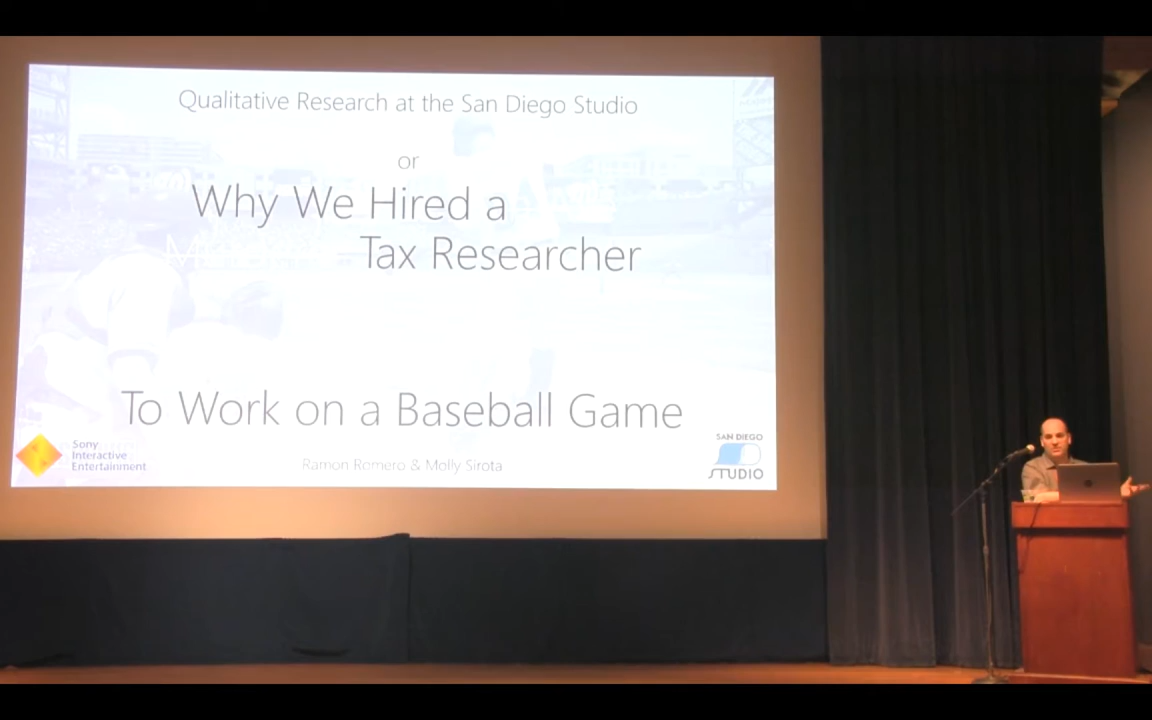 Qualitative Research at the San Diego Studio
or
Why We Hired a
Tax Researcher
To Work on a Baseball Game
Sony
Interactive
Entertainment
Ramon Romero & Molly Sirota
SAN DIEGO
STUDIO